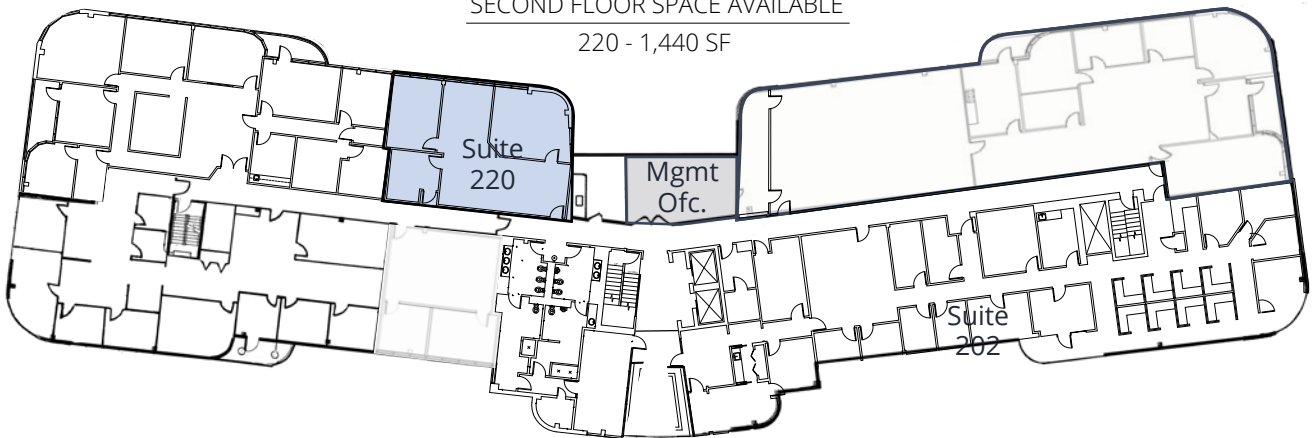 SECOND FLOOR SPACE AVAILABLE
220 - 1,440 SF
Suite
220
Mgmt
Ofc.
Suite
202